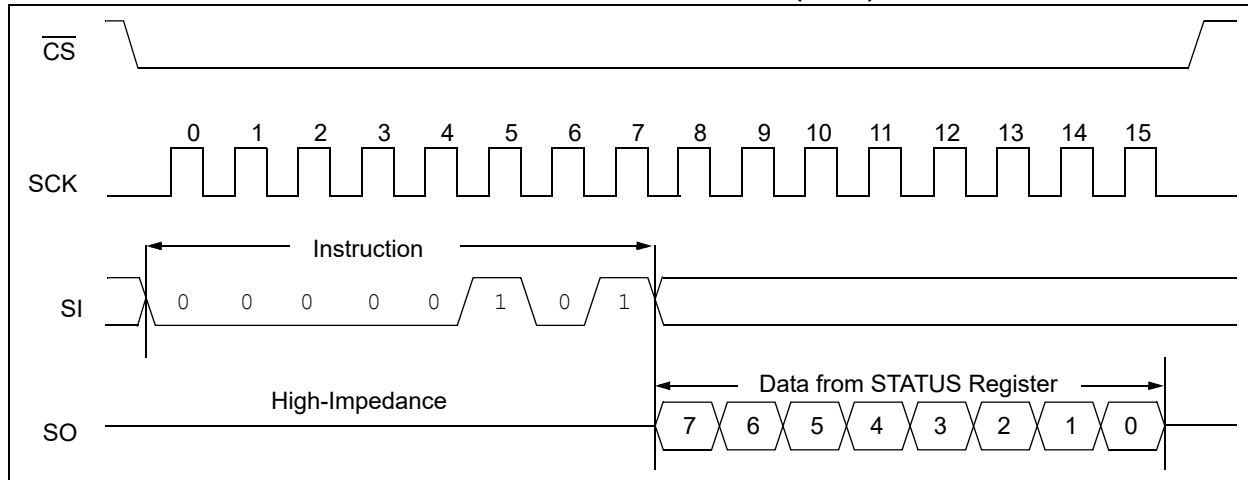 CS
0 1 2 3 4 5 6 7 8 9 10 11 12 13 14 15
SCK
Instruction
SI 0 0 0 0 0 1 0 1
Data from STATUS Register
High-Impedance
SO 7 6 5 4 3 2 1 0